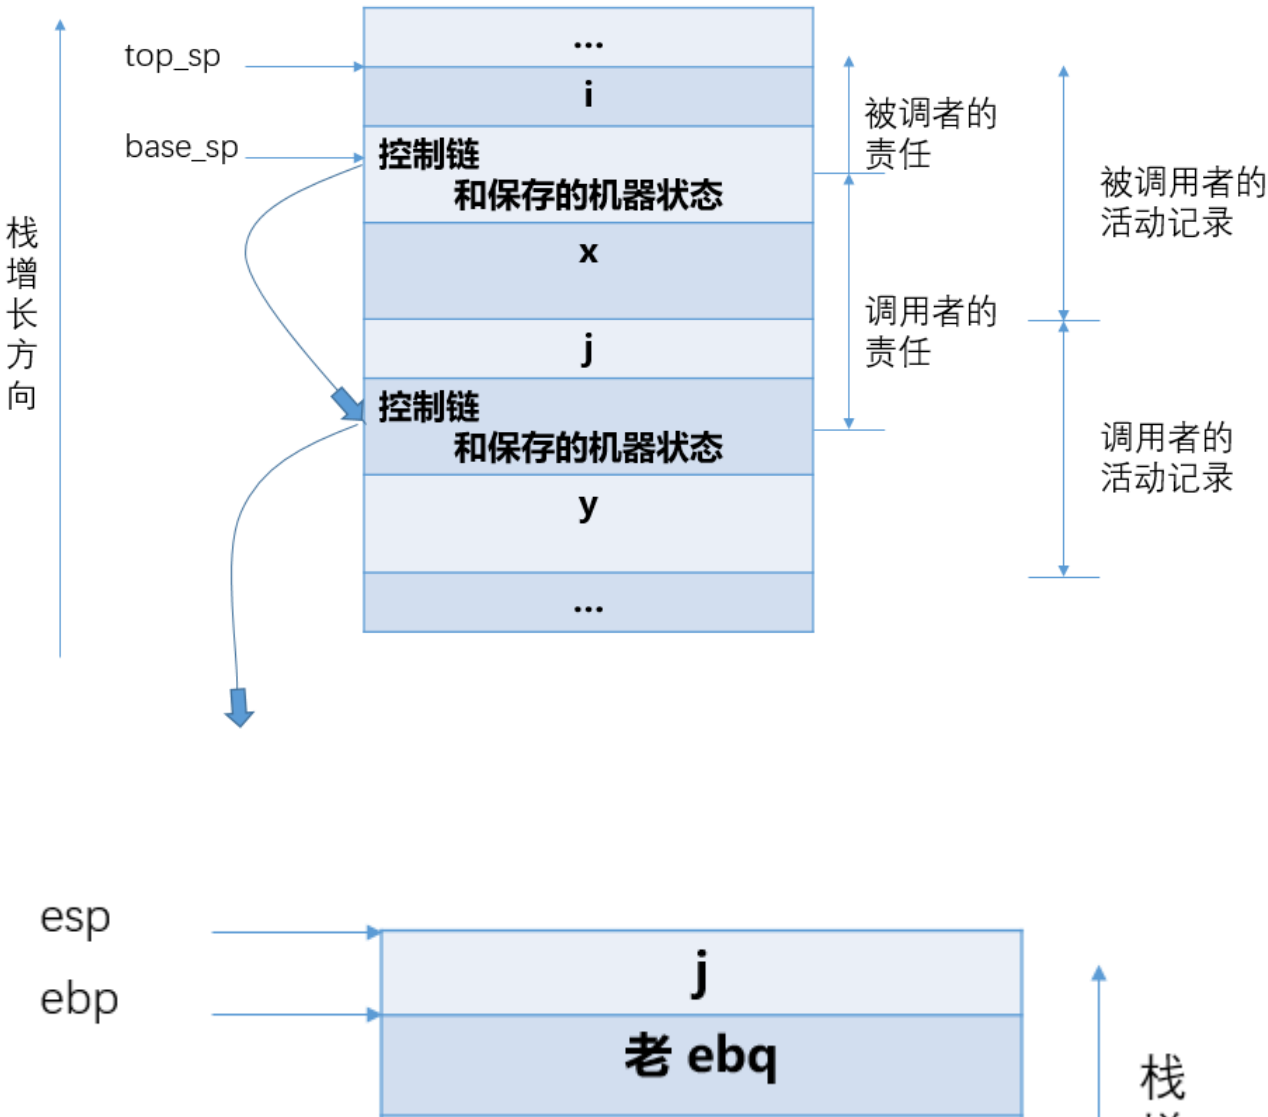 ...
top_sp
i
base_sp
控制链
和保存的机器状态
x
j
控制链
和保存的机器状态
y
...
栈增长方向
被调者的
责任
调用者的
责任
被调用者的
活动记录
调用者的
活动记录
esp
ebp
j
老 ebq
栈